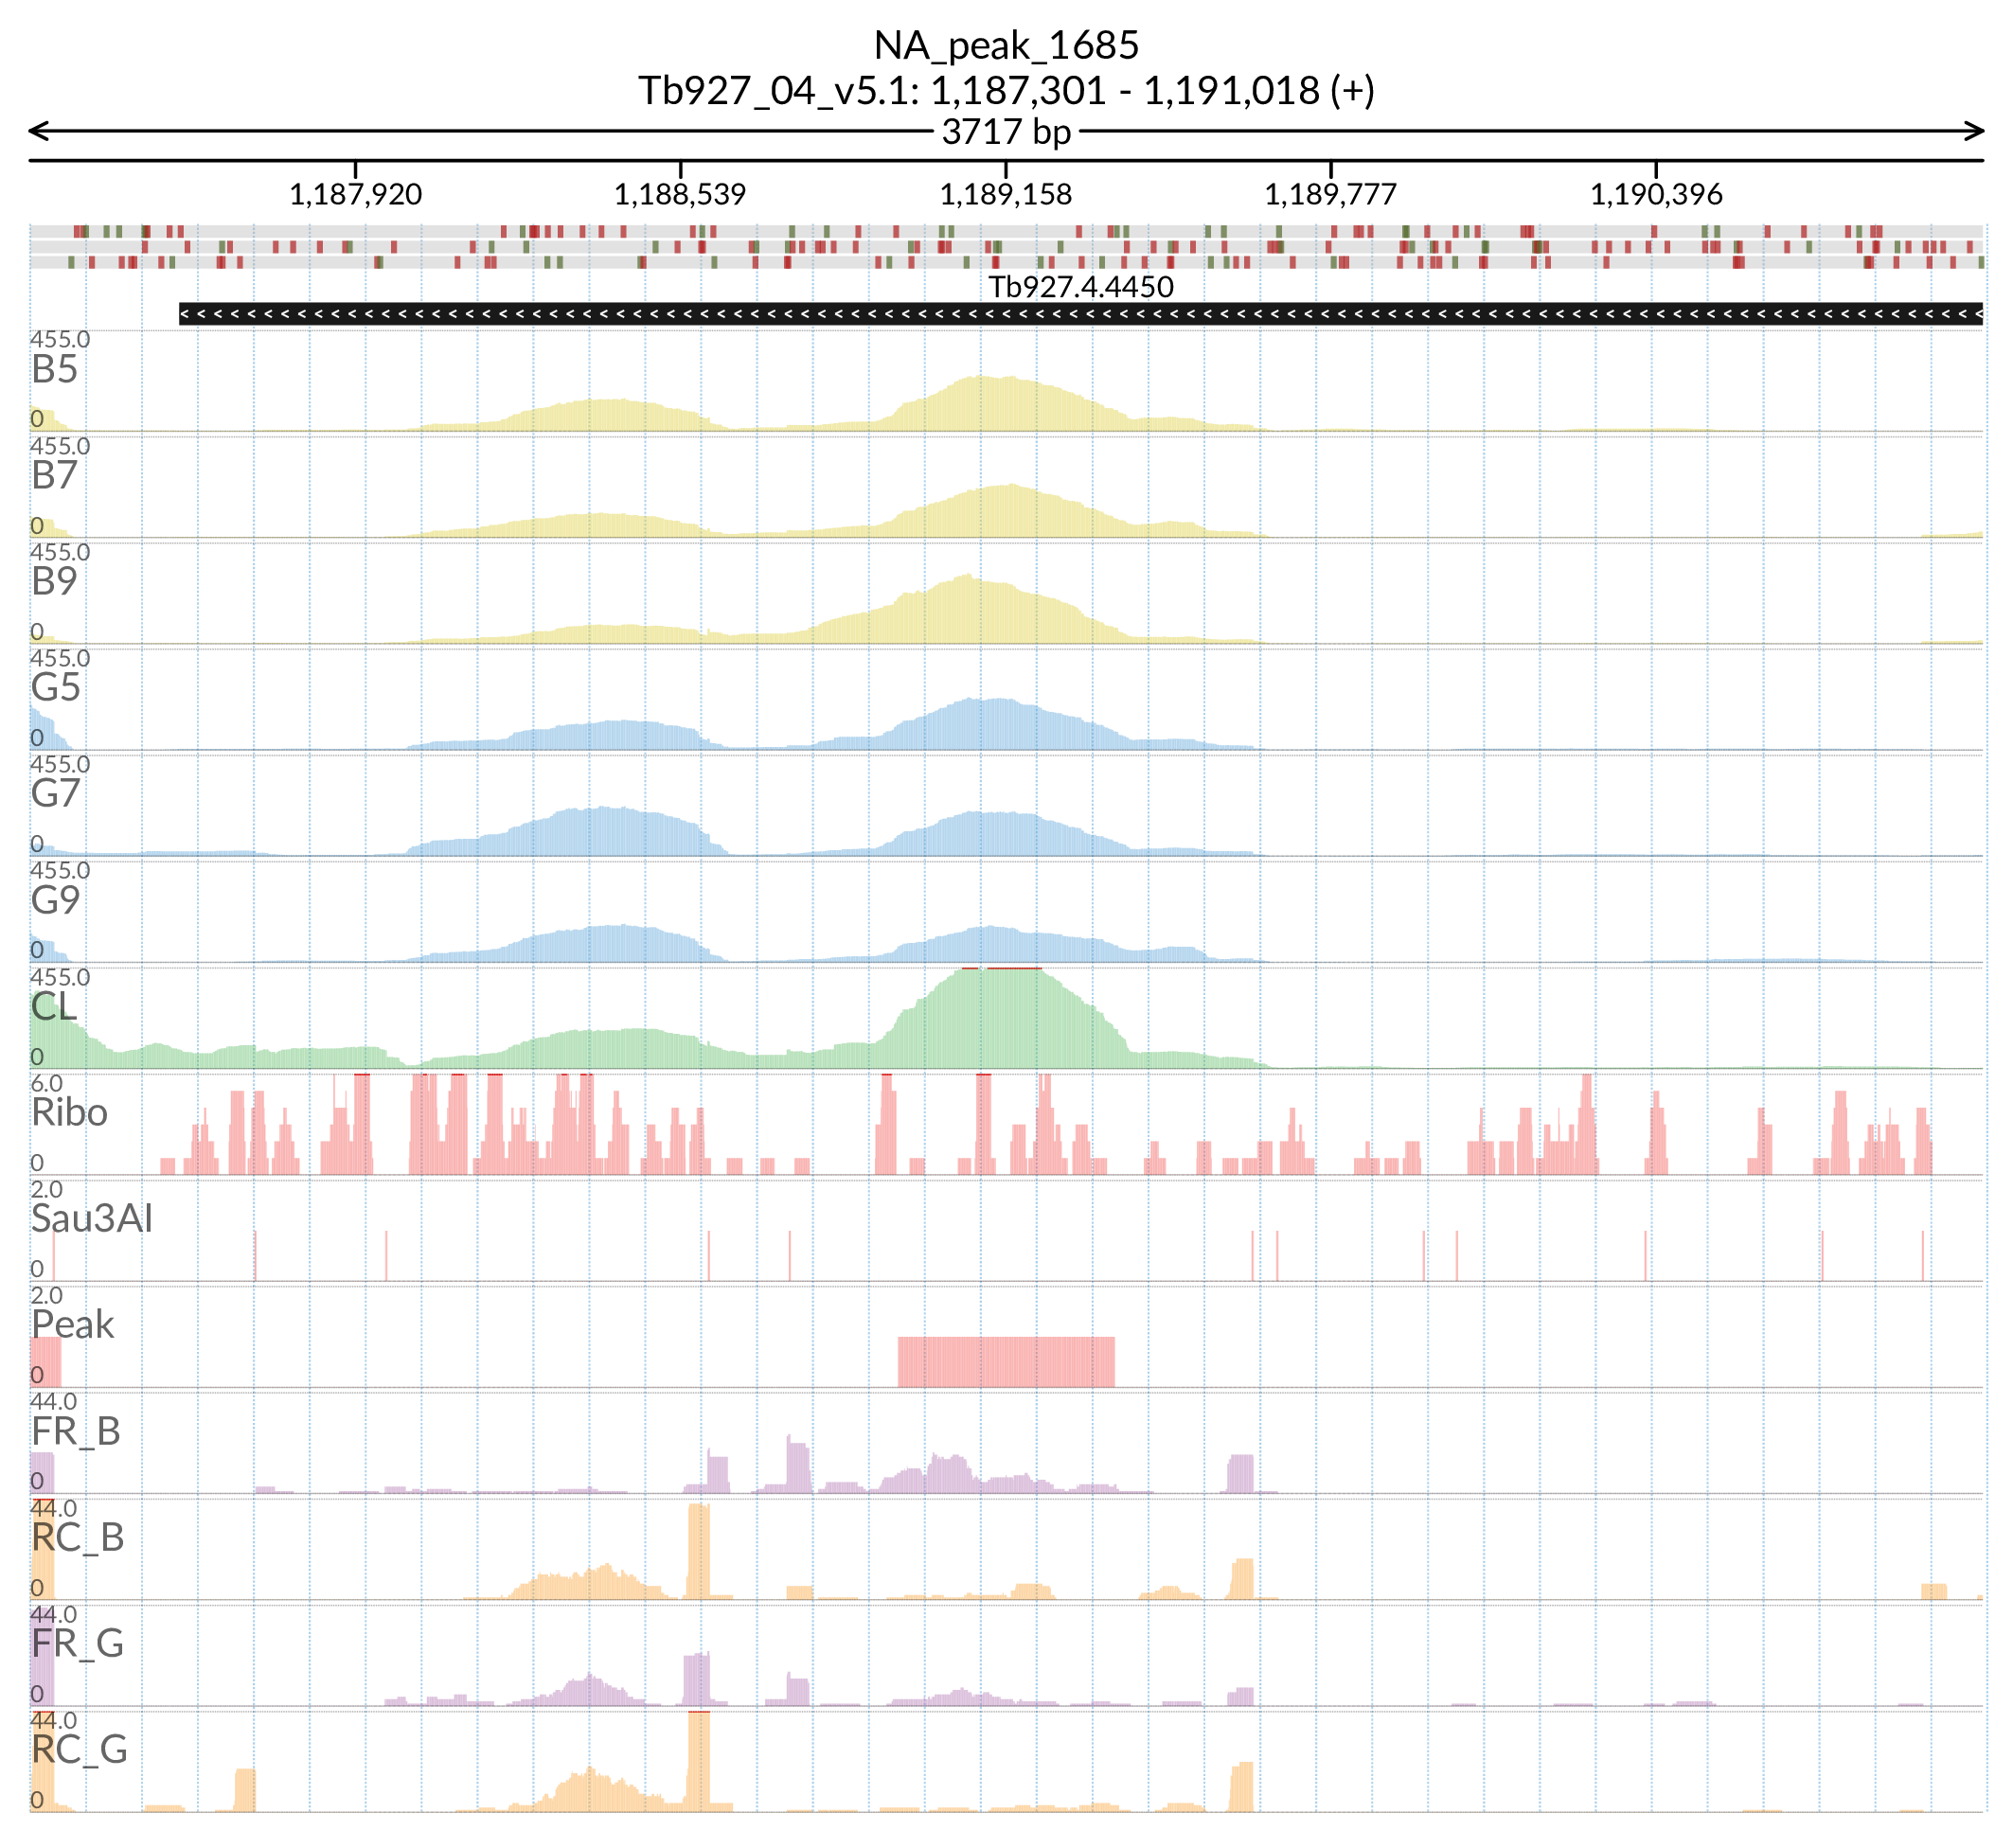 NA_peak_1685
Tb927_04_v5.1: 1,187,301 - 1,191,018 (+)
3717 bp
1,187,920 1,188,539 1,189,158 1,189,777 1,190,396
Tb927.4.4450
455.0
B5
0
455.0
B7
0
455.0
B9
0
455.0
G5
0
455.0
G7
0
455.0
G9
0
455.0
CL
0
6.0
Ribo
0
2.0
Sau3AI
0
2.0
Peak
0
44.0
FR_B
0
44.0
RC_B
0
44.0
FR_G
0
44.0
RC_G
0